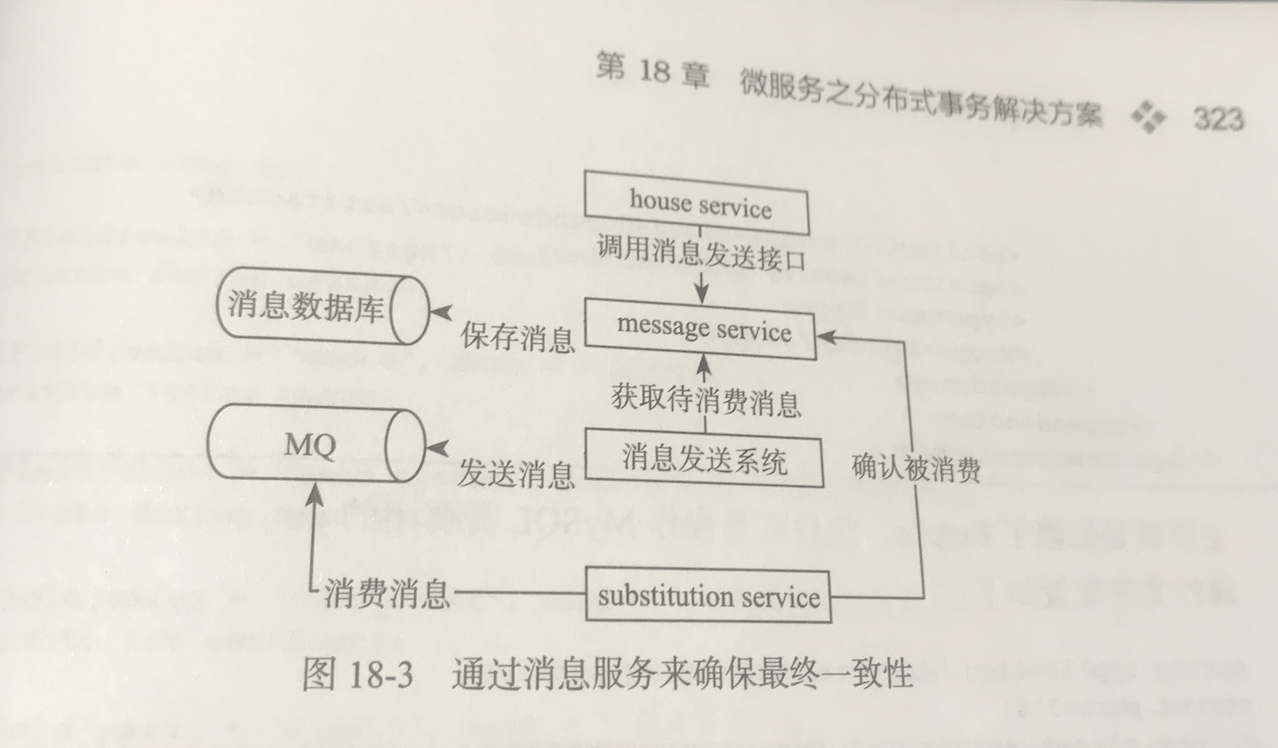 第 18 章 微服务之分布式事务解决方案 323
house service
调用消息发送接口
消息数据库
保存消息
message service
获取待消费消息
MQ
发送消息
消息发送系统
确认被消费
消费消息
substitution service
图 18-3 通过消息服务来确保最终一致性